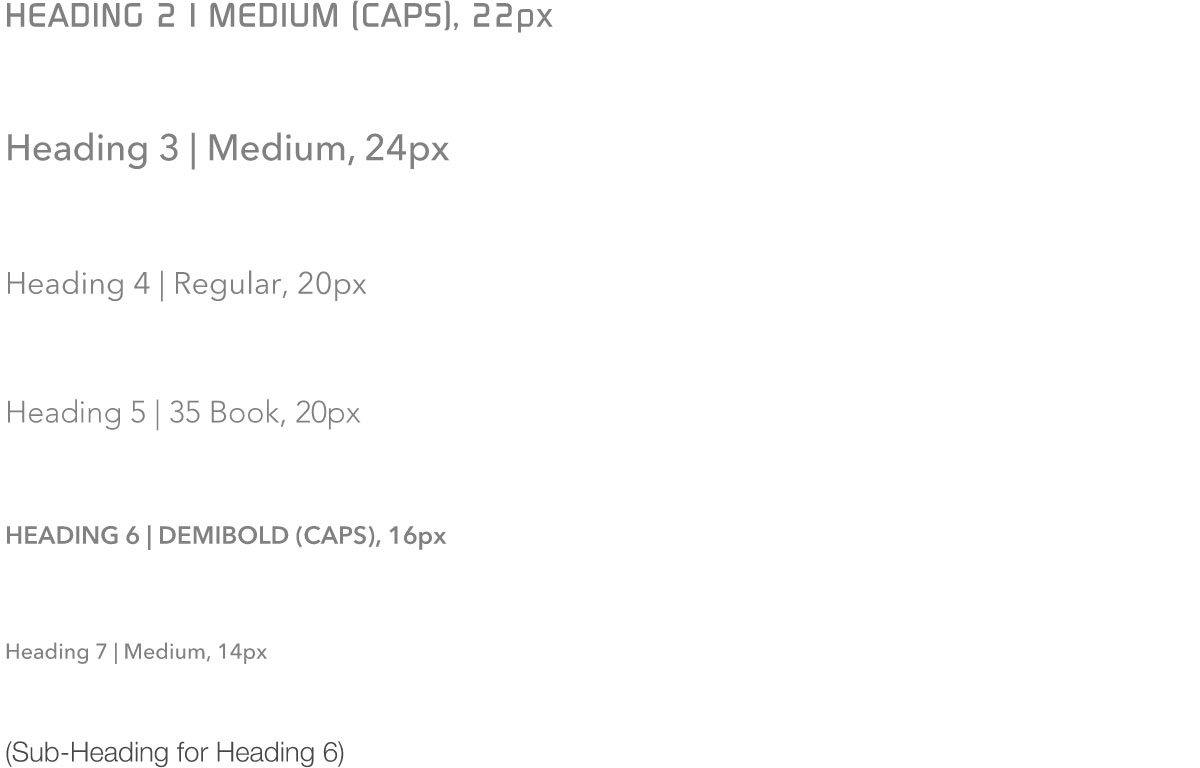 HEADING 2 | MEDIUM (CAPS), 22px
Heading 3 | Medium, 24px
Heading 4 | Regular, 20px
Heading 5 | 35 Book, 20px
HEADING 6 | DEMIBOLD (CAPS), 16px
Heading 7 | Medium, 14px
(Sub-Heading for Heading 6)